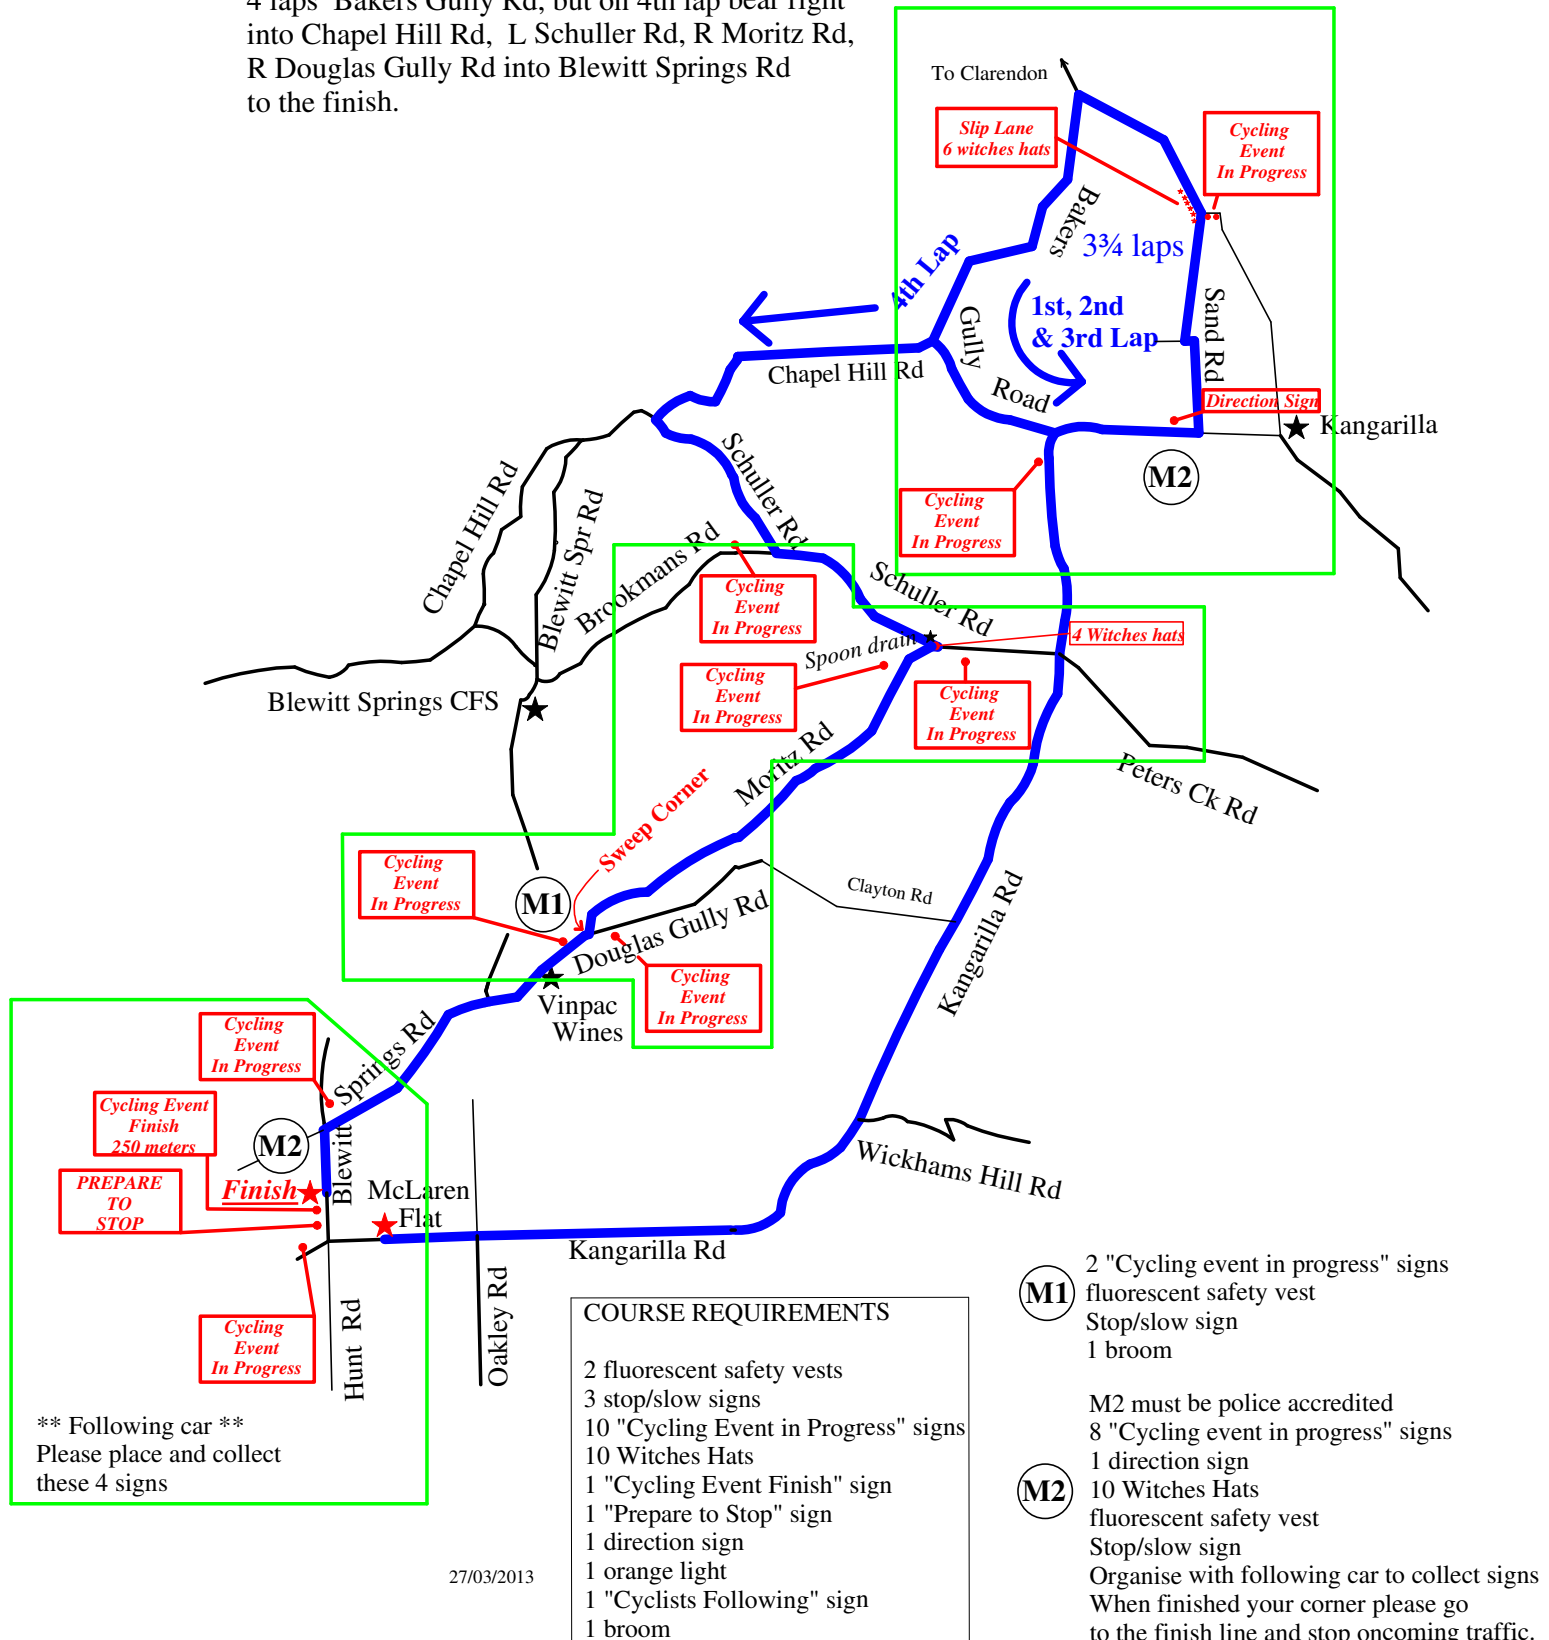 4 laps Bakers Gully Rd, but on 4th lap bear right
into Chapel Hill Rd, L Schuller Rd, R Moritz Rd,
R Douglas Gully Rd into Blewitt Springs Rd
to the finish.
To Clarendon
Slip Lane
6 witches hats
Cycling
Event
In Progress
Bakers
3¾ laps
4th Lap
1st, 2nd
& 3rd Lap
Gully
Road
Sand Rd
Chapel Hill Rd
Direction Sign
Kangarilla
M2
Cycling
Event
In Progress
Schuller Rd
Chapel Hill Rd
Blewitt Spr Rd
Brookmans Rd
Cycling
Event
In Progress
Schuller Rd
4 Witches hats
Spoon drain
Cycling
Event
In Progress
Cycling
Event
In Progress
Blewitt Springs CFS
Moritz Rd
Peters Ck Rd
Sweep Corner
Cycling
Event
In Progress
M1
Clayton Rd
Kangarilla Rd
Douglas Gully Rd
Cycling
Event
In Progress
Vinpac
Wines
Cycling
Event
In Progress
Springs Rd
Cycling Event
Finish
250 meters
M2
Blewitt
PREPARE
TO
STOP
Finish
McLaren
Flat
Wickhams Hill Rd
Kangarilla Rd
Cycling
Event
In Progress
Hunt Rd
Oakley Rd
** Following car **
Please place and collect
these 4 signs
27/03/2013
COURSE REQUIREMENTS
2 fluorescent safety vests
3 stop/slow signs
10 "Cycling Event in Progress" signs
10 Witches Hats
1 "Cycling Event Finish" sign
1 "Prepare to Stop" sign
1 direction sign
1 orange light
1 "Cyclists Following" sign
1 broom
M1
2 "Cycling event in progress" signs
fluorescent safety vest
Stop/slow sign
1 broom
M2
M2 must be police accredited
8 "Cycling event in progress" signs
1 direction sign
10 Witches Hats
fluorescent safety vest
Stop/slow sign
Organise with following car to collect signs
When finished your corner please go
to the finish line and stop oncoming traffic.